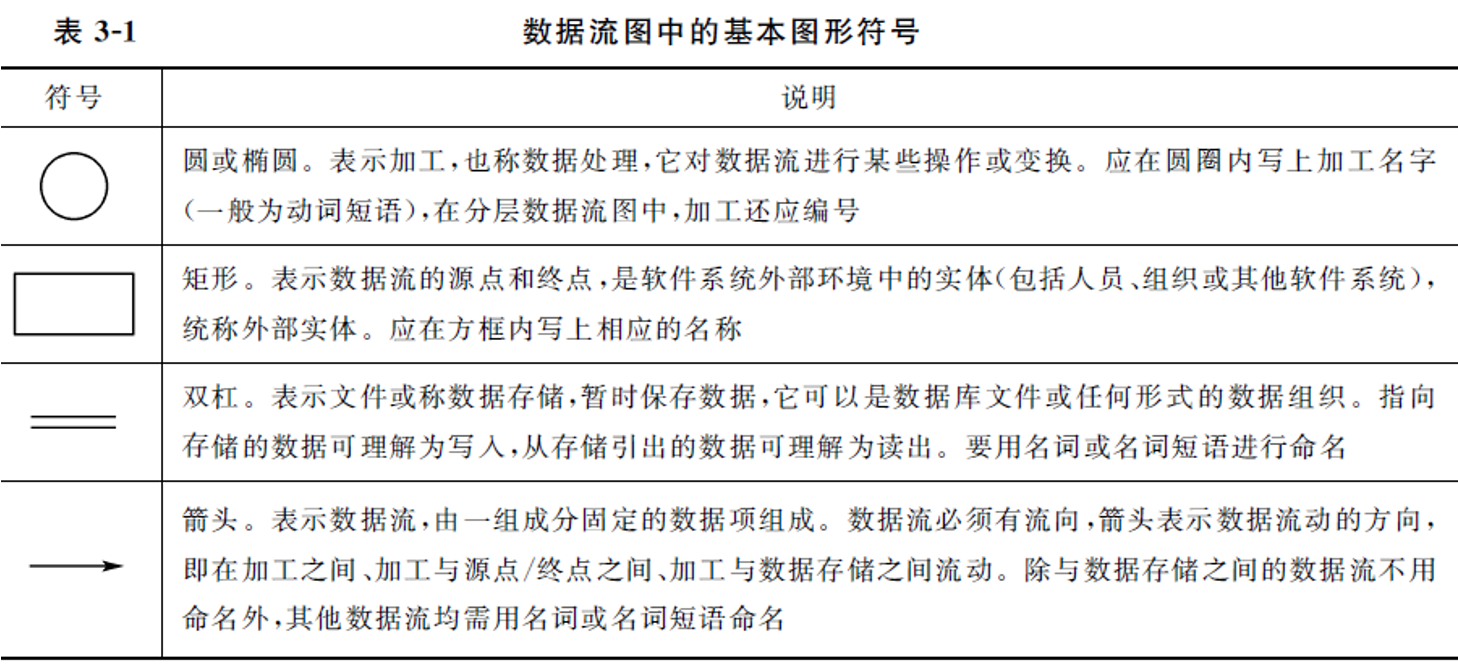 表 3-1 数据流图中的基本图形符号
符号 说明
圆或椭圆。表示加工,也称数据处理,它对数据流进行某些操作或变换。应在圆圈内写上加工名字
(一般为动词短语),在分层数据流图中,加工还应编号
矩形。表示数据流的源点和终点,是软件系统外部环境中的实体(包括人员、组织或其他软件系统),
统称外部实体。应在方框内写上相应的名称
双杠。表示文件或称数据存储,暂时保存数据,它可以是数据库文件或任何形式的数据组织。指向
存储的数据可理解为写入,从存储引出的数据可理解为读出。要用名词或名词短语进行命名
箭头。表示数据流,由一组成分固定的数据项组成。数据流必须有流向,箭头表示数据流动的方向,
即在加工之间、加工与源点/终点之间、加工与数据存储之间流动。除与数据存储之间的数据流不用
命名外,其他数据流均需用名词或名词短语命名